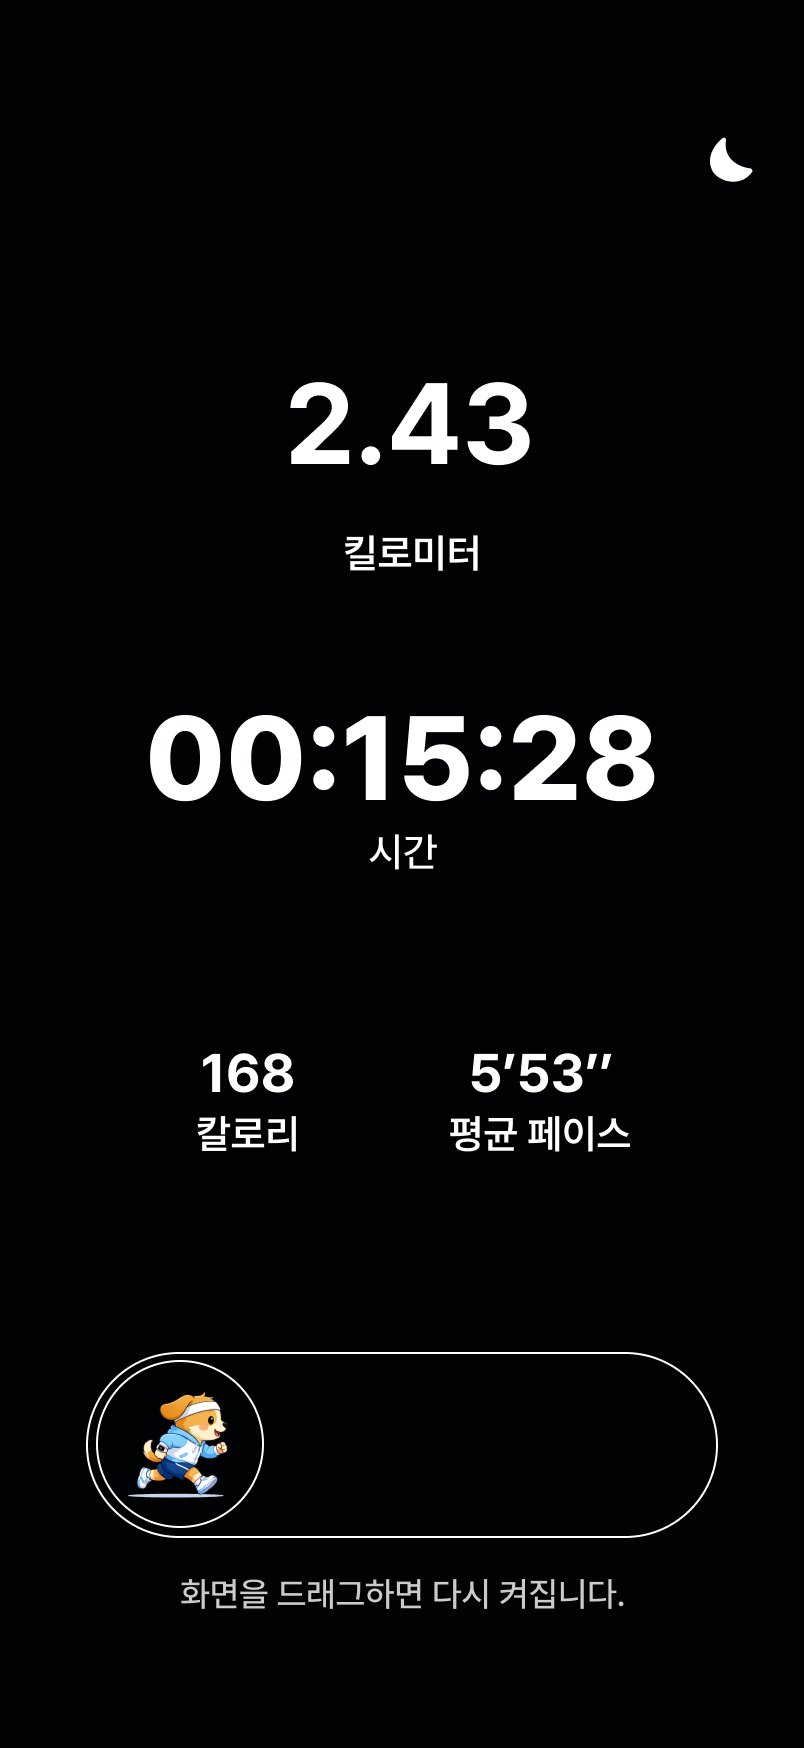 2.43
킬로미터
00:15:28
시간
168
칼로리
5′53″
평균 페이스
화면을 드래그하면 다시 켜집니다.